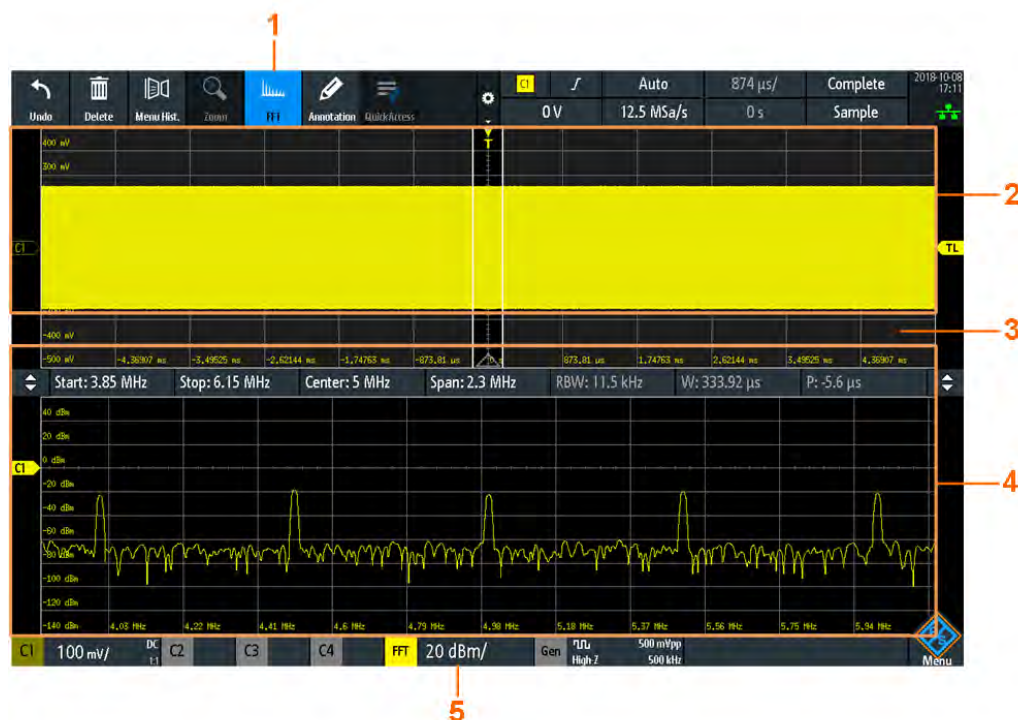 1
Undo Delete Menu Hist. Zoom FFT Annotation QuickAccess
C1 Auto 874 µs/ Complete 2018-10-08
0 V 12.5 MSa/s 0 s Sample 17:11
T
400 mV
300 mV
2
C1 TL
-400 mV
3
-500 mV -4.36907 ms -3.49525 ms -2.62144 ms -1.74763 ms -873.81 µs 0 s 873.81 µs 1.74763 ms 2.62144 ms 3.49525 ms 4.36907 ms
Start: 3.85 MHz Stop: 6.15 MHz Center: 5 MHz Span: 2.3 MHz RBW: 11.5 kHz W: 333.92 µs P: -5.6 µs
40 dBm
20 dBm
0 dBm
C1
-20 dBm
4
-40 dBm
-60 dBm
-80 dBm
-100 dBm
-120 dBm
-140 dBm 4.03 MHz 4.22 MHz 4.41 MHz 4.6 MHz 4.79 MHz 4.98 MHz 5.18 MHz 5.37 MHz 5.56 MHz 5.75 MHz 5.94 MHz
C1 100 mV/ DC 1:1 C2 C3 C4 FFT 20 dBm/ Gen High-Z 500 mVpp 500 kHz Menu
5